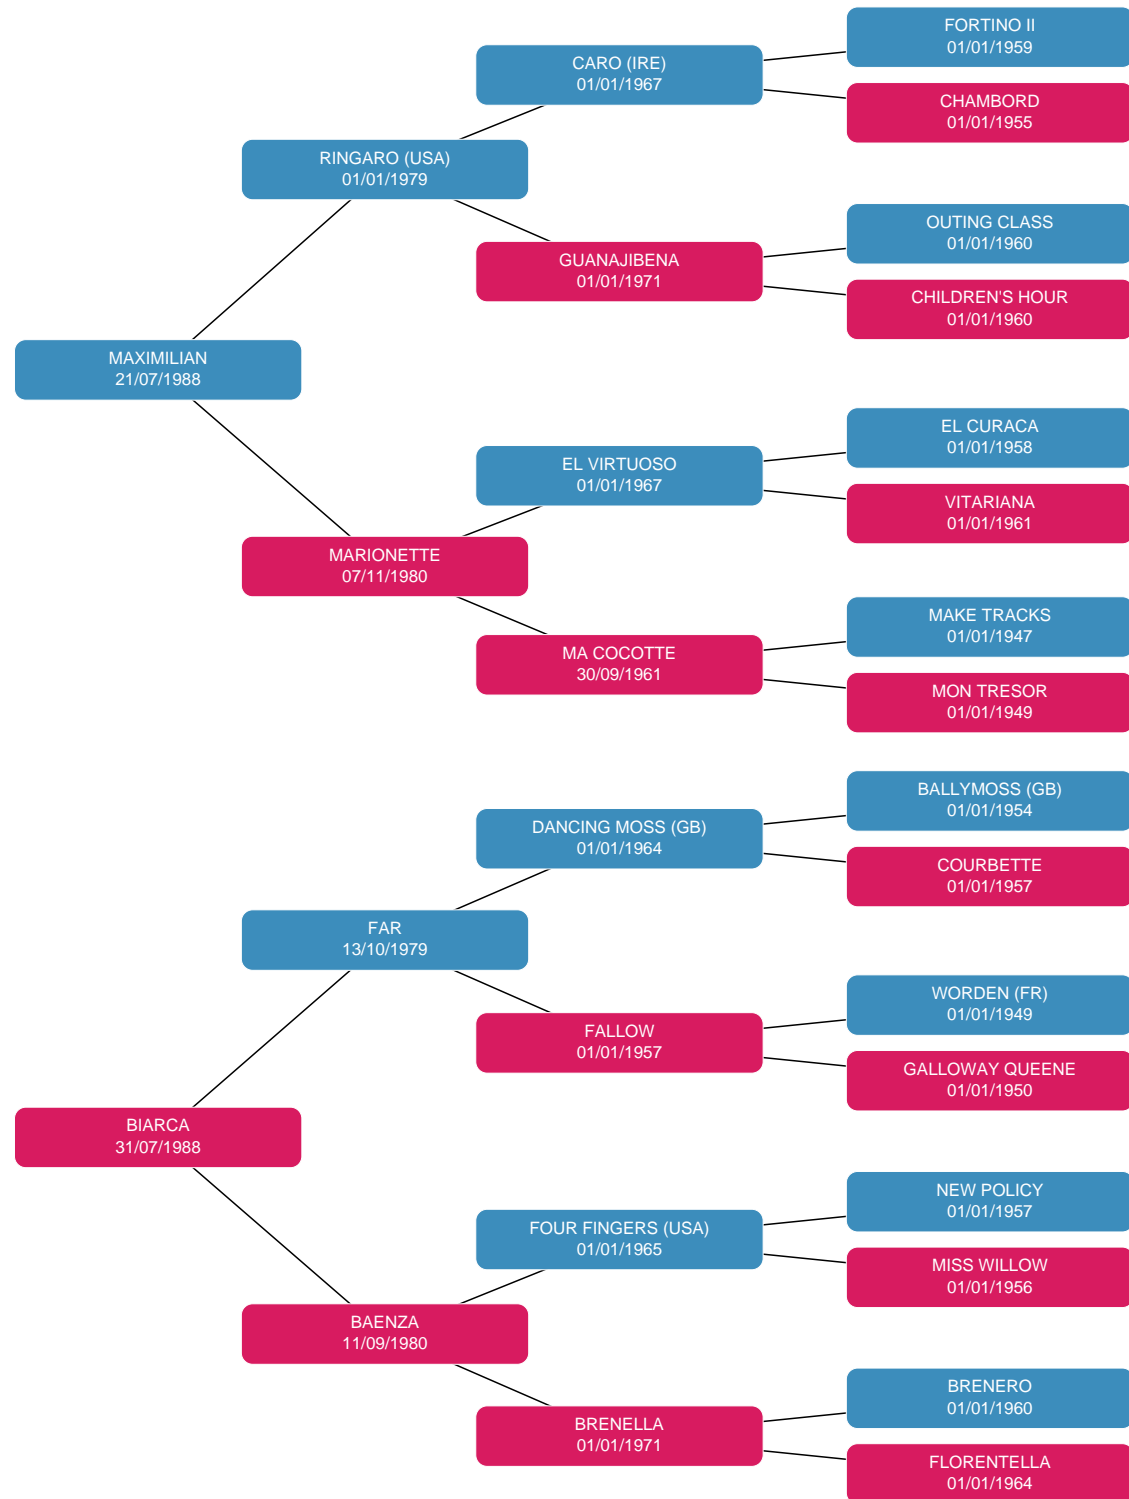 FORTINO II
01/01/1959
CARO (IRE)
01/01/1967
CHAMBORD
01/01/1955
RINGARO (USA)
01/01/1979
OUTING CLASS
01/01/1960
GUANAJIBENA
01/01/1971
CHILDREN'S HOUR
01/01/1960
MAXIMILIAN
21/07/1988
EL CURACA
01/01/1958
EL VIRTUOSO
01/01/1967
VITARIANA
01/01/1961
MARIONETTE
07/11/1980
MAKE TRACKS
01/01/1947
MA COCOTTE
30/09/1961
MON TRESOR
01/01/1949
BALLYMOSS (GB)
01/01/1954
DANCING MOSS (GB)
01/01/1964
COURBETTE
01/01/1957
FAR
13/10/1979
WORDEN (FR)
01/01/1949
FALLOW
01/01/1957
GALLOWAY QUEENE
01/01/1950
BIARCA
31/07/1988
NEW POLICY
01/01/1957
FOUR FINGERS (USA)
01/01/1965
MISS WILLOW
01/01/1956
BAENZA
11/09/1980
BRENERO
01/01/1960
BRENELLA
01/01/1971
FLORENTELLA
01/01/1964